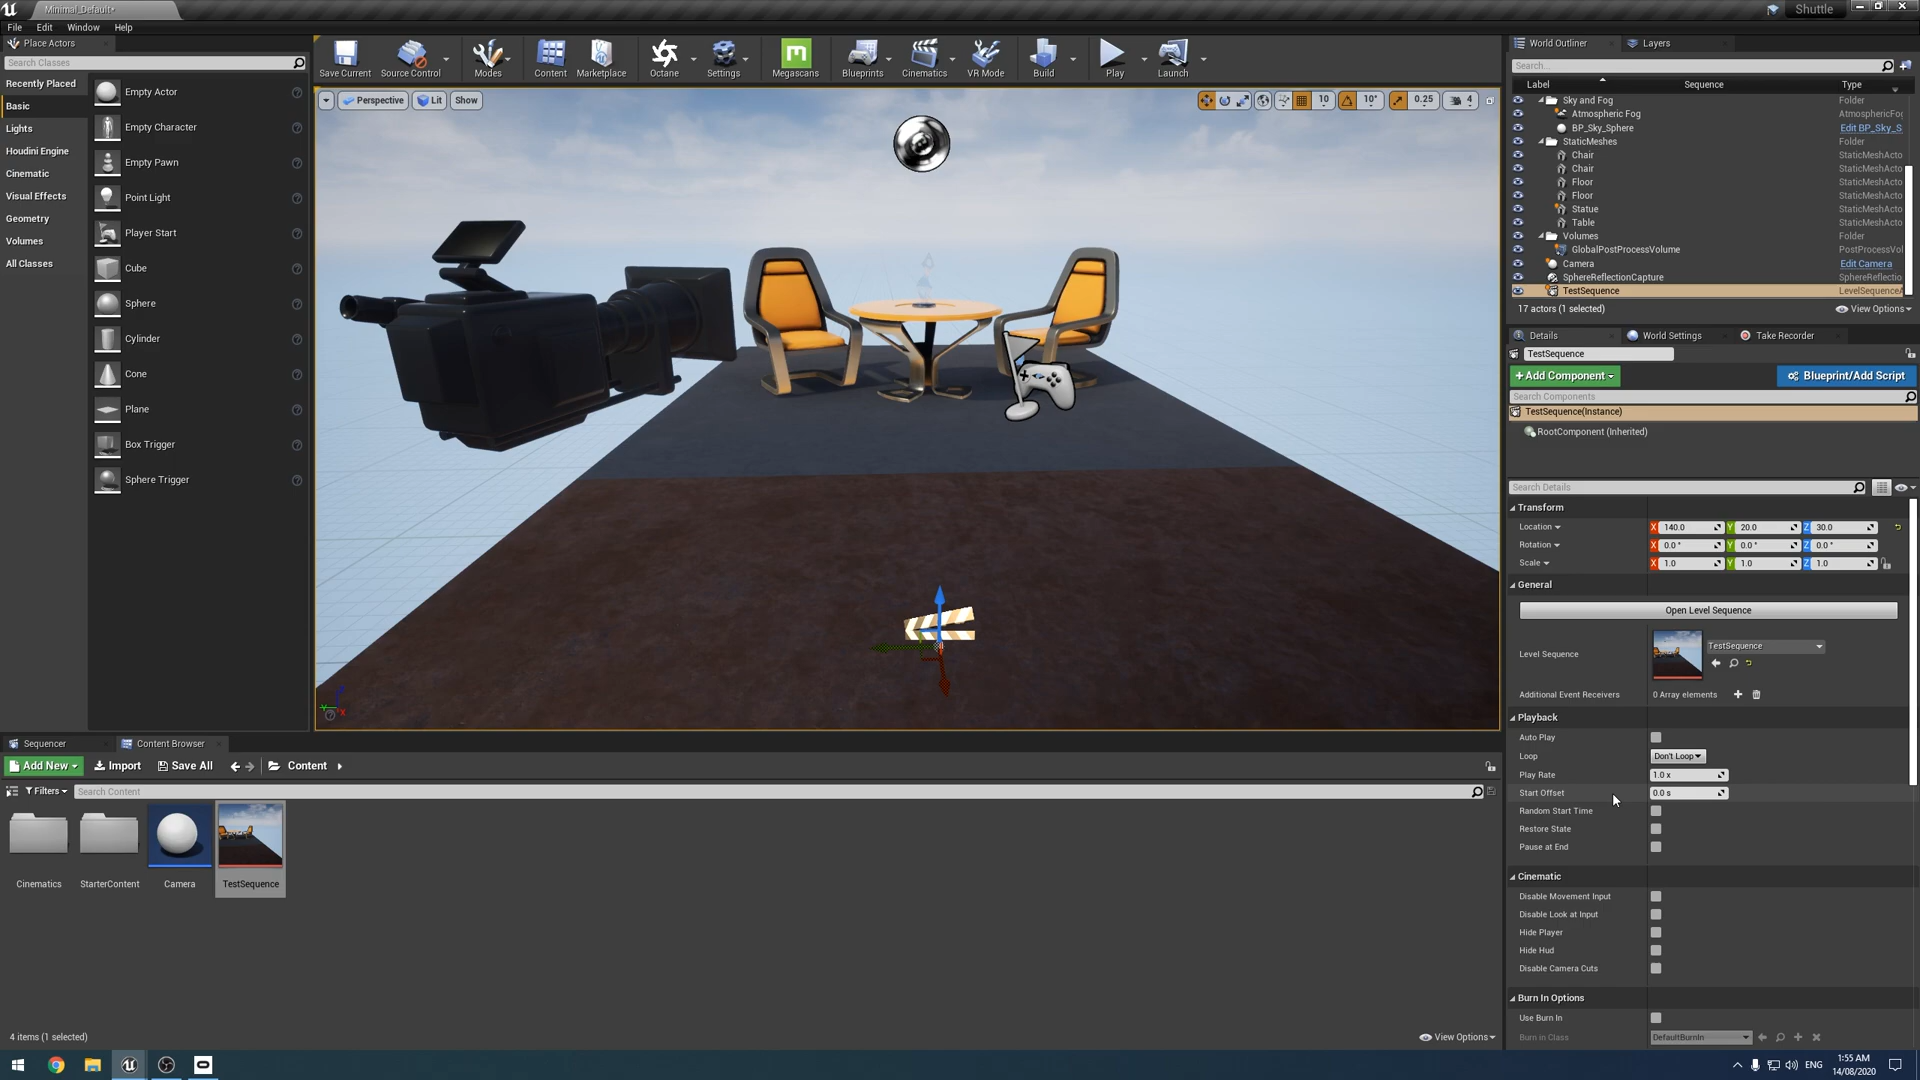 Minimal_Default*
Shuttle
File Edit Window Help
Place Actors
Search Classes
Recently Placed
Basic
Lights
Houdini Engine
Cinematic
Visual Effects
Geometry
Volumes
All Classes
Empty Actor
Empty Character
Empty Pawn
Point Light
Player Start
Cube
Sphere
Cylinder
Cone
Plane
Box Trigger
Sphere Trigger
Save Current Source Control Modes Content Marketplace Octane Settings Megascans Blueprints Cinematics VR Mode Build Play Launch
Perspective Lit Show
10 10° 0.25 4
World Outliner Layers
Search...
Label Sequence Type
Sky and Fog Folder
Atmospheric Fog AtmosphericFog
BP_Sky_Sphere Edit BP_Sky_S
StaticMeshes Folder
Chair StaticMeshActo
Chair StaticMeshActo
Floor StaticMeshActo
Floor StaticMeshActo
Statue StaticMeshActo
Table StaticMeshActo
Volumes Folder
GlobalPostProcessVolume PostProcessVol
Camera Edit Camera
SphereReflectionCapture SphereReflectio
TestSequence LevelSequenceA
17 actors (1 selected) View Options
Details World Settings Take Recorder
TestSequence
+Add Component Blueprint/Add Script
Search Components
TestSequence(Instance)
RootComponent (Inherited)
Search Details
Transform
Location X 140.0 Y 20.0 Z 30.0
Rotation X 0.0 ° Y 0.0 ° Z 0.0 °
Scale X 1.0 Y 1.0 Z 1.0
General
Open Level Sequence
Level Sequence TestSequence
Additional Event Receivers 0 Array elements
Playback
Auto Play
Loop Don't Loop
Play Rate 1.0 x
Start Offset 0.0 s
Random Start Time
Restore State
Pause at End
Cinematic
Disable Movement Input
Disable Look at Input
Hide Player
Hide Hud
Disable Camera Cuts
Burn In Options
Use Burn In
Burn in Class DefaultBurnIn
Sequencer Content Browser
Add New Import Save All Content
Filters Search Content
Cinematics StarterContent Camera TestSequence
4 items (1 selected) View Options
ENG 1:55 AM
14/08/2020